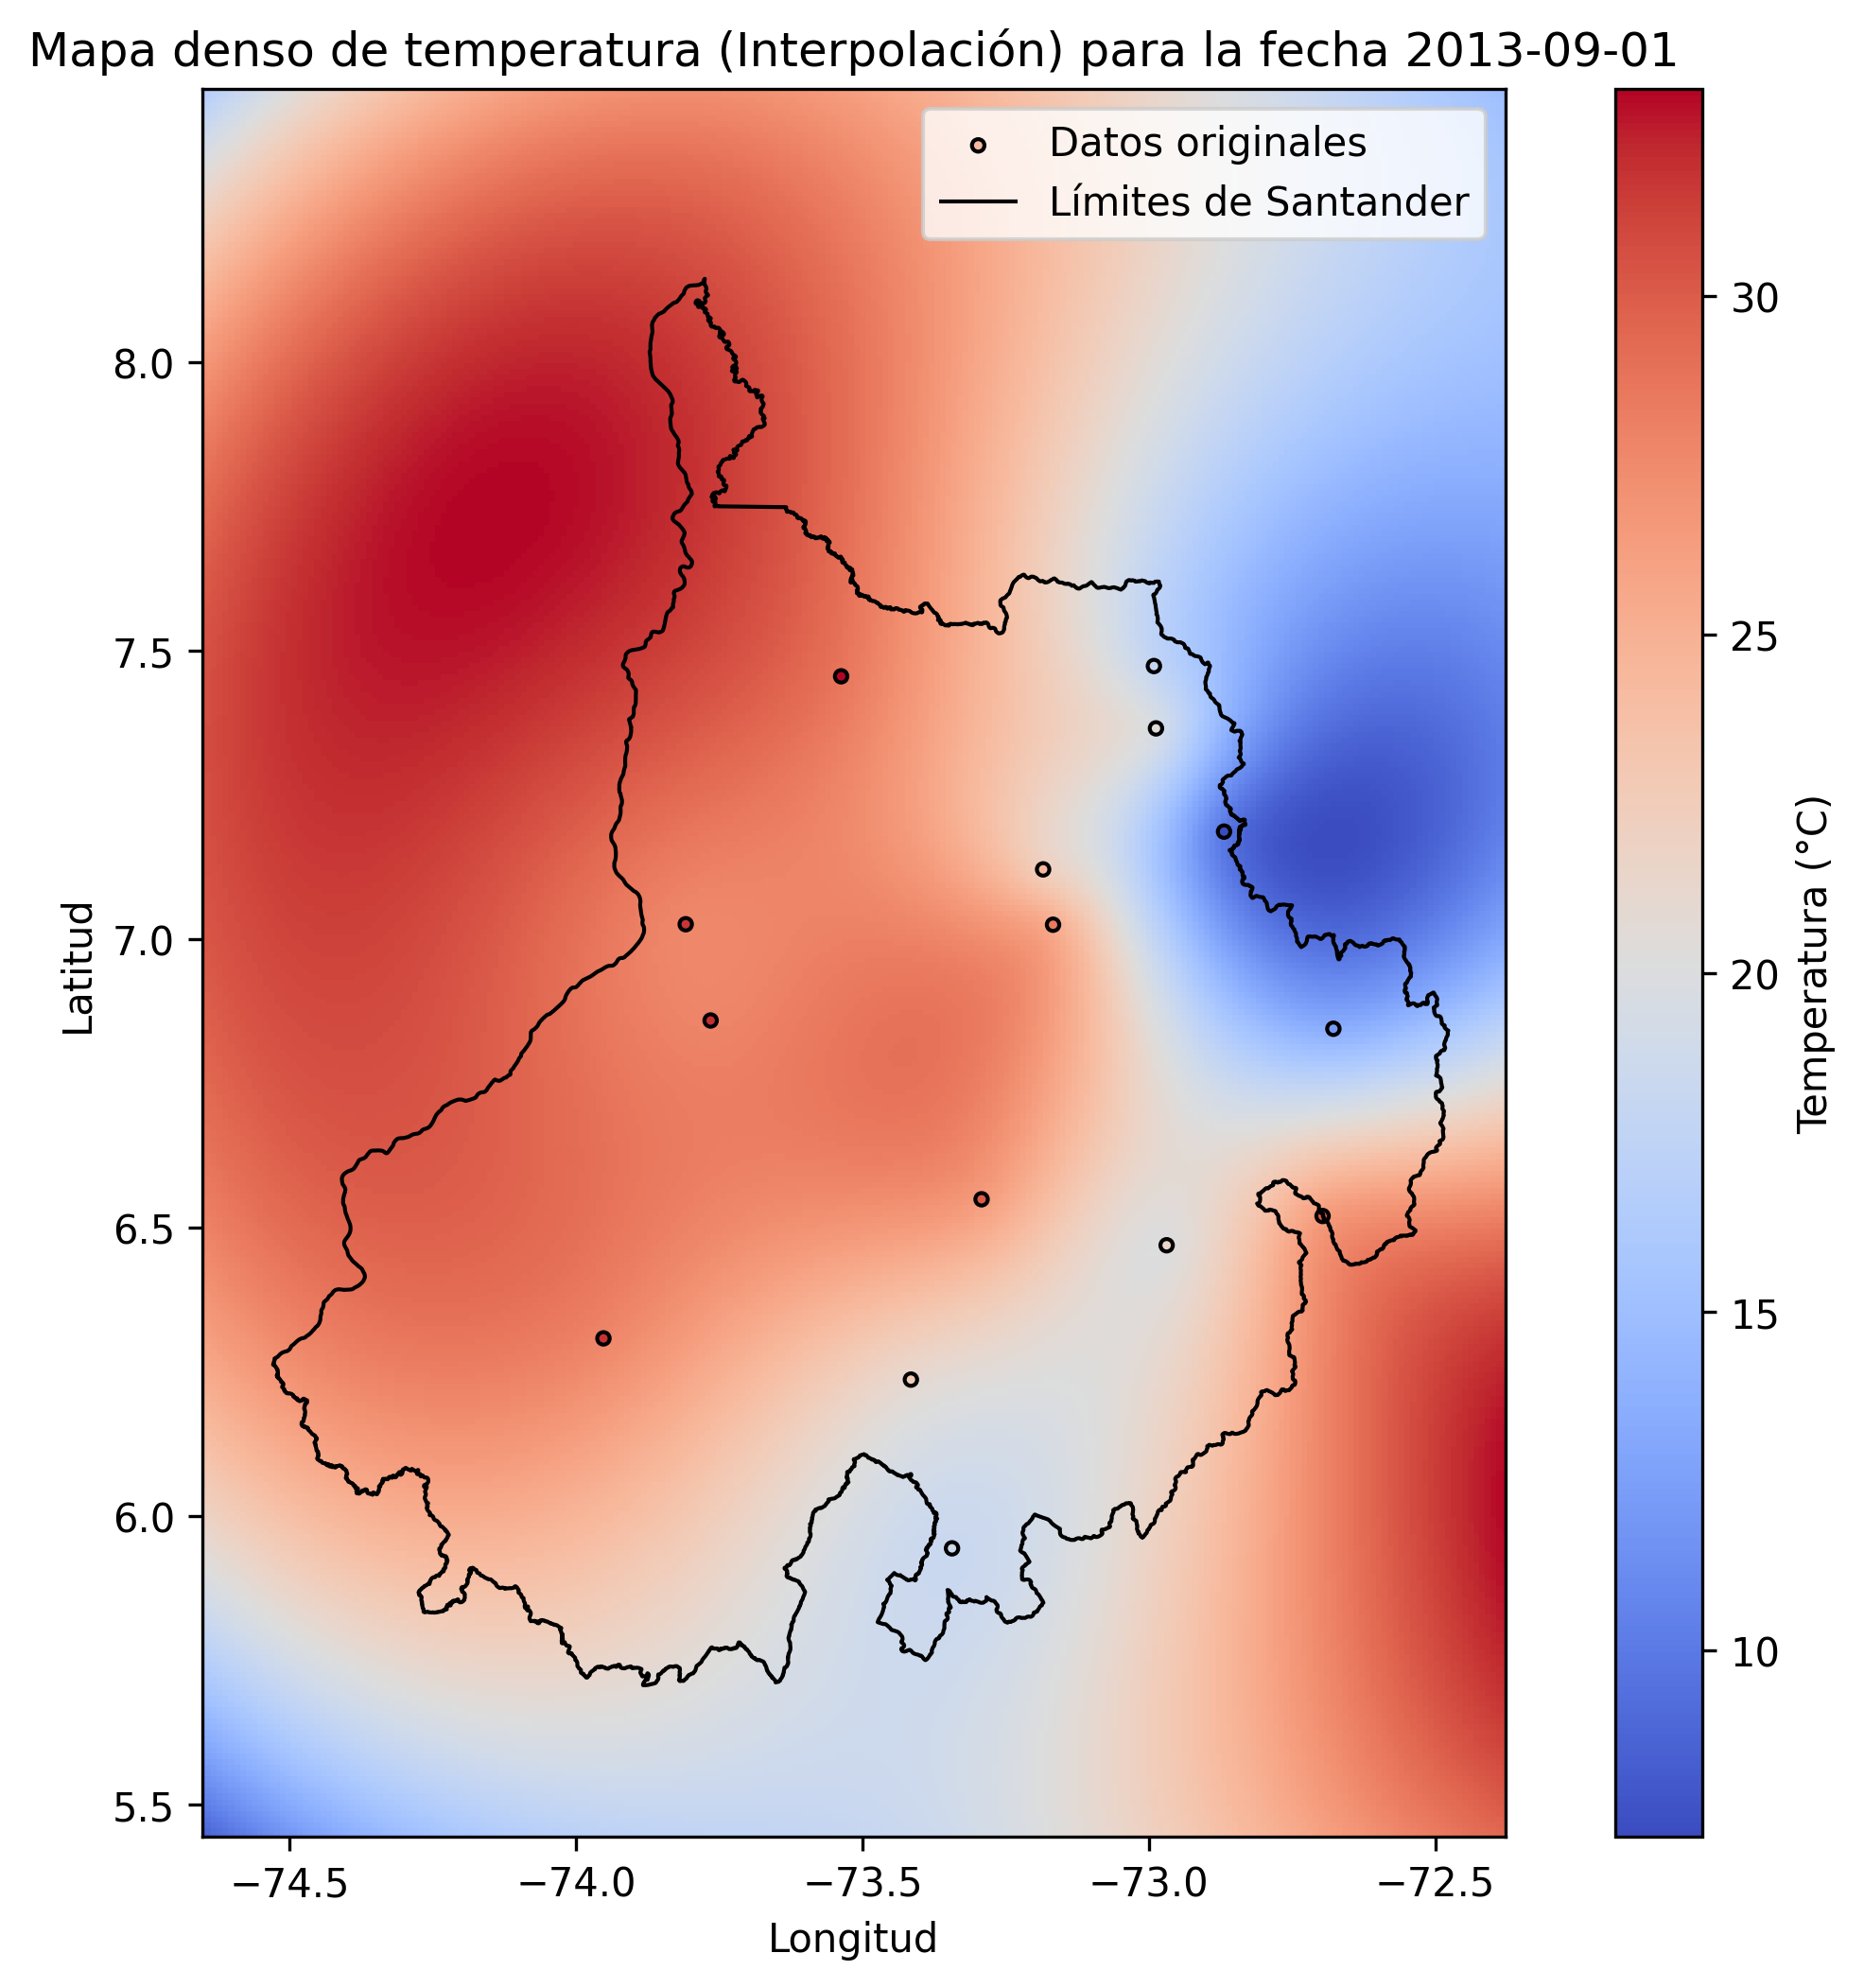 Mapa denso de temperatura (Interpolación) para la fecha 2013-09-01
Datos originales
Límites de Santander
8.0
7.5
7.0
6.5
6.0
5.5
Latitud
−74.5 −74.0 −73.5 −73.0 −72.5
Longitud
30
25
20
15
10
Temperatura (°C)